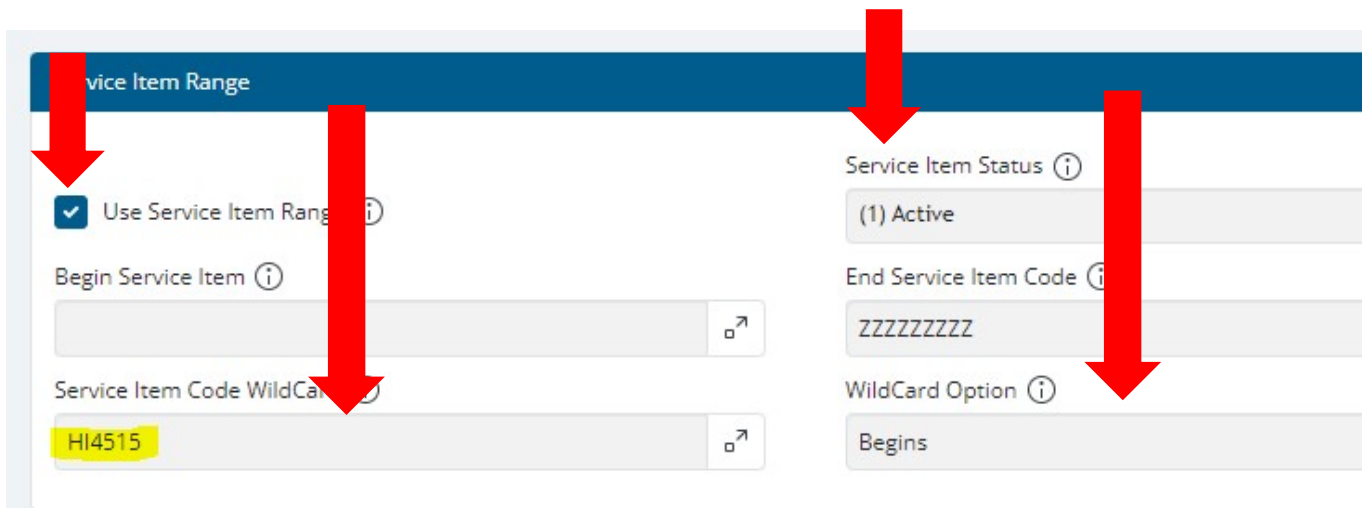 vice Item Range
Service Item Status
Use Service Item Rang
(1) Active
Begin Service Item
End Service Item Code
ZZZZZZZZZ
Service Item Code WildCar
WildCard Option
HI4515
Begins